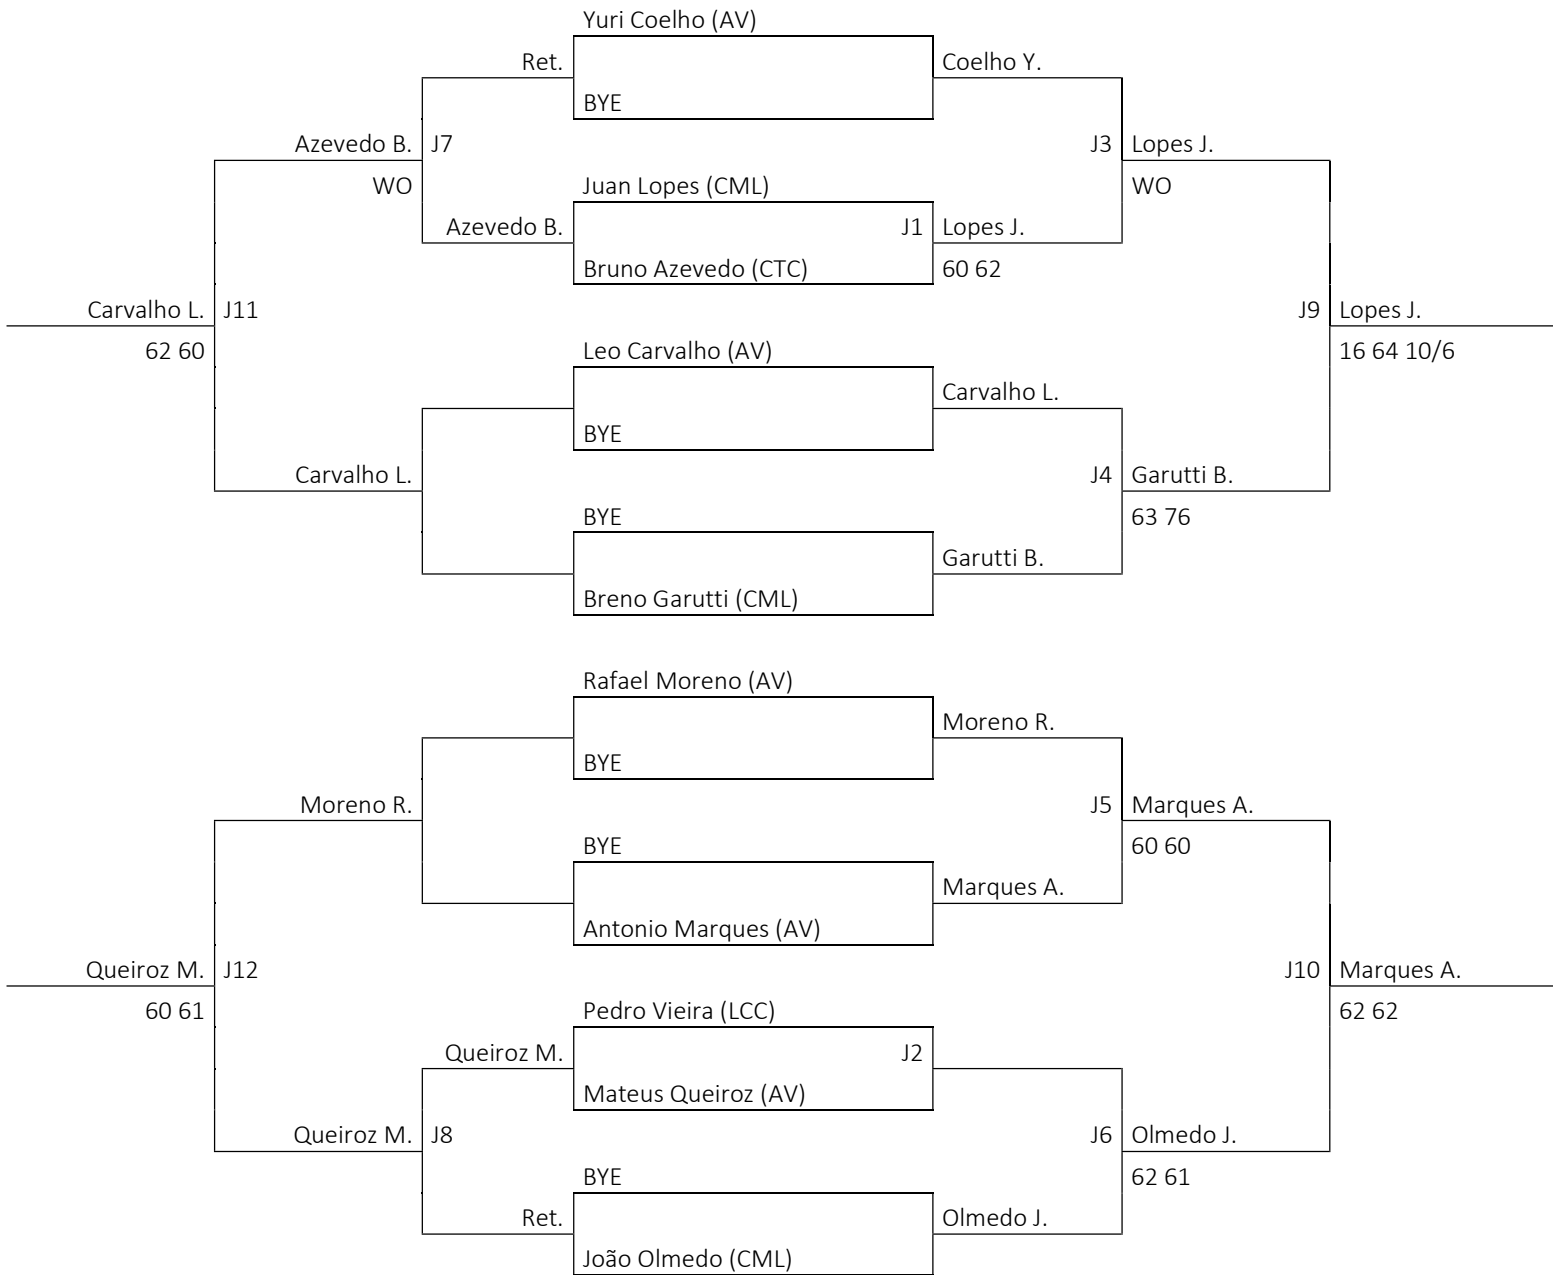 Yuri Coelho (AV)
Ret.
Coelho Y.
BYE
Azevedo B.
J7
J3
Lopes J.
WO
Juan Lopes (CML)
WO
Azevedo B.
J1
Lopes J.
Bruno Azevedo (CTC)
60 62
Carvalho L.
J11
J9
Lopes J.
62 60
Leo Carvalho (AV)
16 64 10/6
Carvalho L.
BYE
Carvalho L.
J4
Garutti B.
BYE
63 76
Garutti B.
Breno Garutti (CML)
Rafael Moreno (AV)
Moreno R.
BYE
Moreno R.
J5
Marques A.
BYE
60 60
Marques A.
Antonio Marques (AV)
Queiroz M.
J12
J10
Marques A.
60 61
Pedro Vieira (LCC)
62 62
Queiroz M.
J2
Mateus Queiroz (AV)
Queiroz M.
J8
J6
Olmedo J.
BYE
62 61
Ret.
Olmedo J.
João Olmedo (CML)